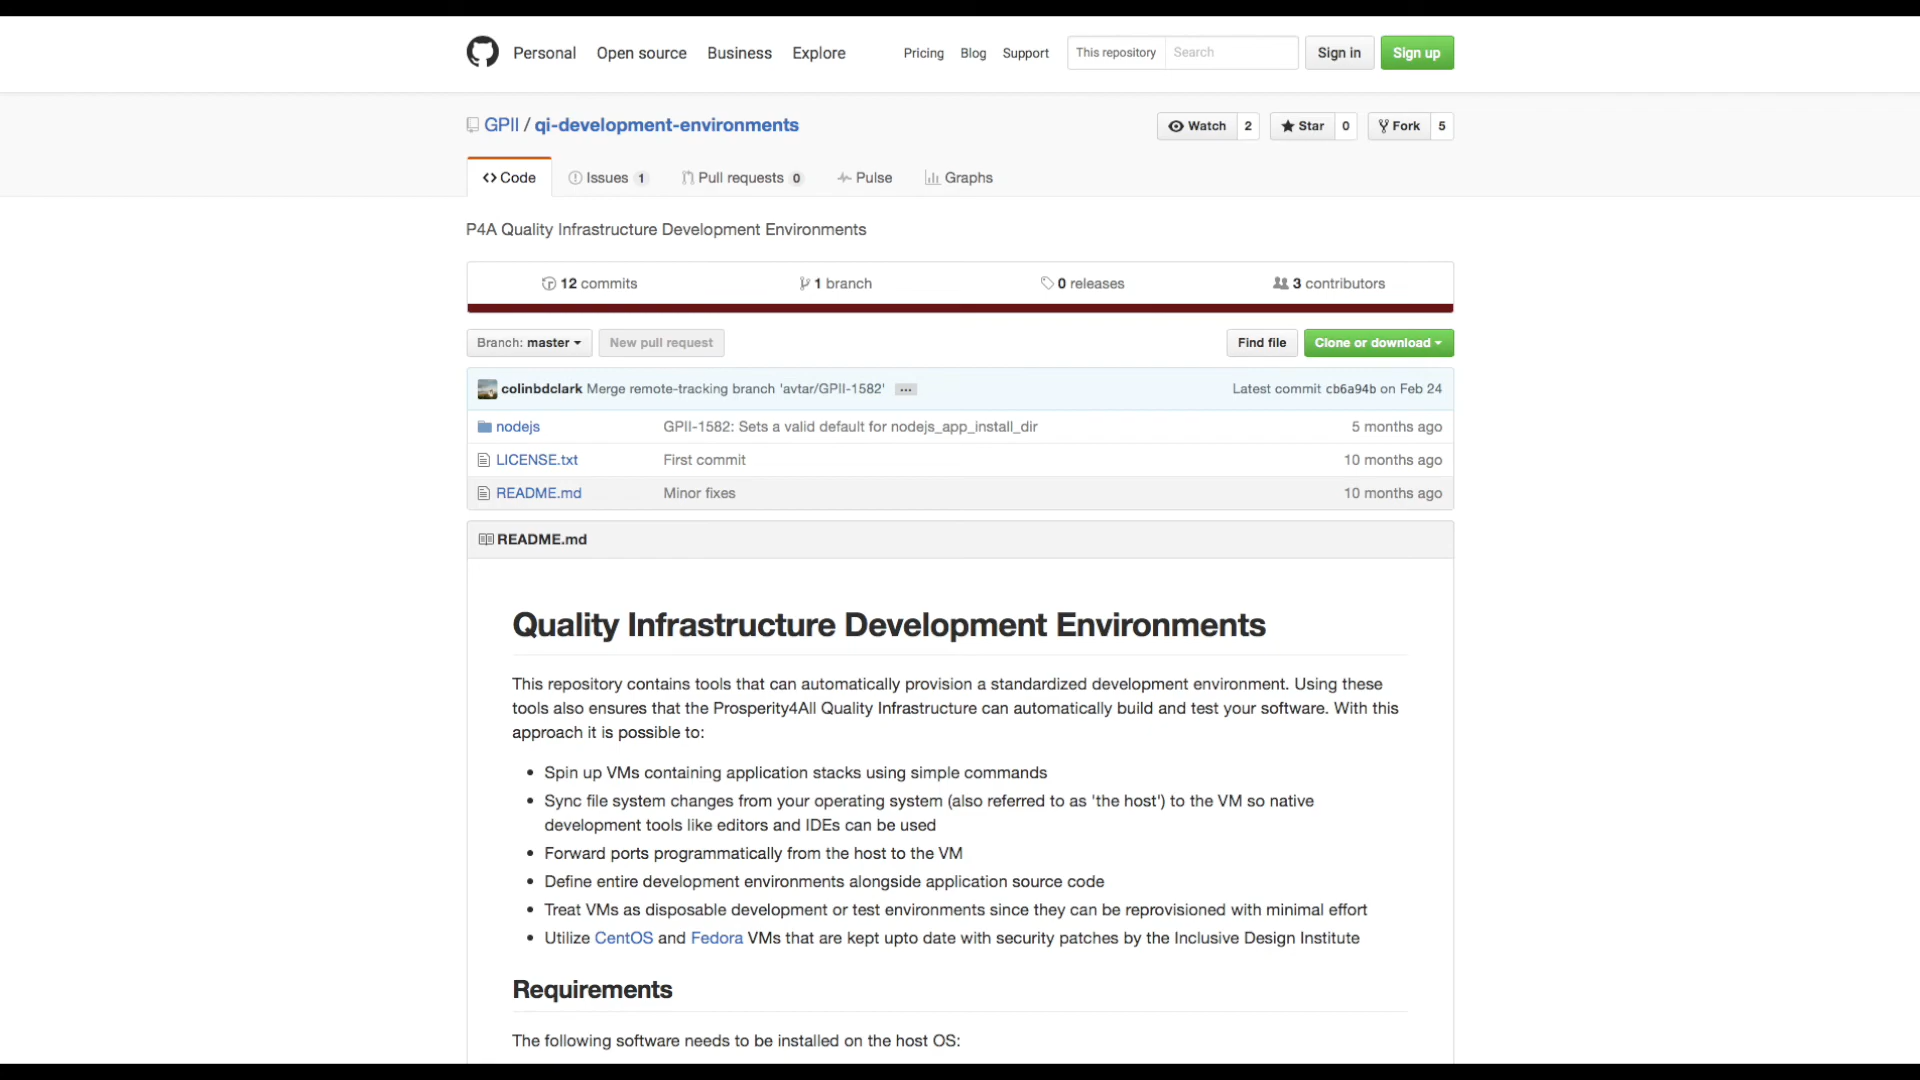 Personal Open source Business Explore Pricing Blog Support This repository Search Sign in Sign up
GPII / qi-development-environments Watch 2 Star 0 Fork 5
Code Issues 1 Pull requests 0 Pulse Graphs
P4A Quality Infrastructure Development Environments
12 commits 1 branch 0 releases 3 contributors
Branch: master New pull request Find file Clone or download
colinbdclark Merge remote-tracking branch 'avtar/GPII-1582' ... Latest commit cb6a94b on Feb 24
nodejs GPII-1582: Sets a valid default for nodejs_app_install_dir 5 months ago
LICENSE.txt First commit 10 months ago
README.md Minor fixes 10 months ago
README.md
Quality Infrastructure Development Environments
This repository contains tools that can automatically provision a standardized development environment. Using these
tools also ensures that the Prosperity4All Quality Infrastructure can automatically build and test your software. With this
approach it is possible to:
• Spin up VMs containing application stacks using simple commands
• Sync file system changes from your operating system (also referred to as 'the host') to the VM so native
development tools like editors and IDEs can be used
• Forward ports programmatically from the host to the VM
• Define entire development environments alongside application source code
• Treat VMs as disposable development or test environments since they can be reprovisioned with minimal effort
• Utilize CentOS and Fedora VMs that are kept upto date with security patches by the Inclusive Design Institute
Requirements
The following software needs to be installed on the host OS: